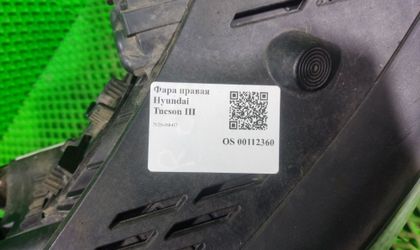 Фара правая
Hyundai
Tucson III
OS 00112360